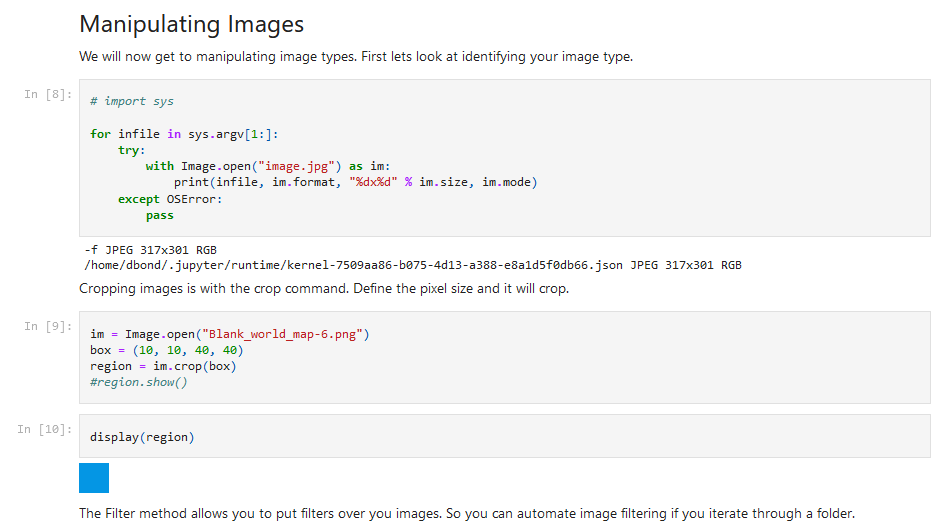 Manipulating Images
We will now get to manipulating image types. First lets look at identifying your image type.
In [8]:
# import sys
for infile in sys.argv[1:]:
    try:
        with Image.open("image.jpg") as im:
            print(infile, im.format, "%dx%d" % im.size, im.mode)
    except OSError:
        pass
-f JPEG 317x301 RGB
/home/dbond/.jupyter/runtime/kernel-7509aa86-b075-4d13-a388-e8a1d5f0db66.json JPEG 317x301 RGB
Cropping images is with the crop command. Define the pixel size and it will crop.
In [9]:
im = Image.open("Blank_world_map-6.png")
box = (10, 10, 40, 40)
region = im.crop(box)
#region.show()
In [10]:
display(region)
The Filter method allows you to put filters over you images. So you can automate image filtering if you iterate through a folder.